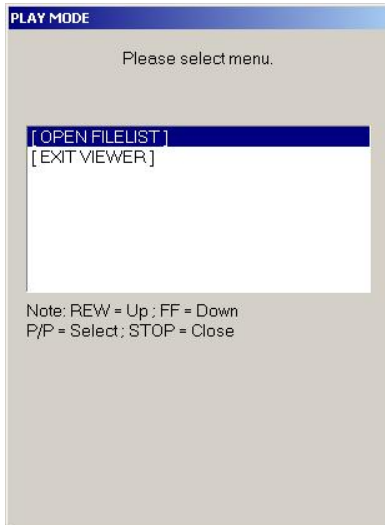 PLAY MODE
Please select menu.
[ OPEN FILELIST ]
[ EXIT VIEWER ]
Note: REW = Up ; FF = Down
P/P = Select ; STOP = Close